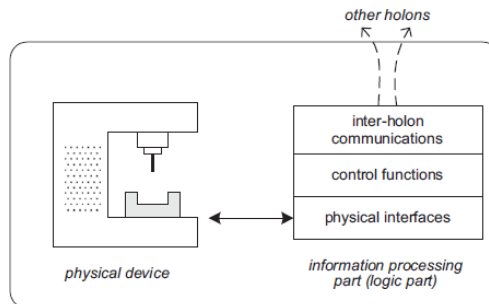 other holons
inter-holon
communications
control functions
physical interfaces
physical device
information processing
part (logic part)